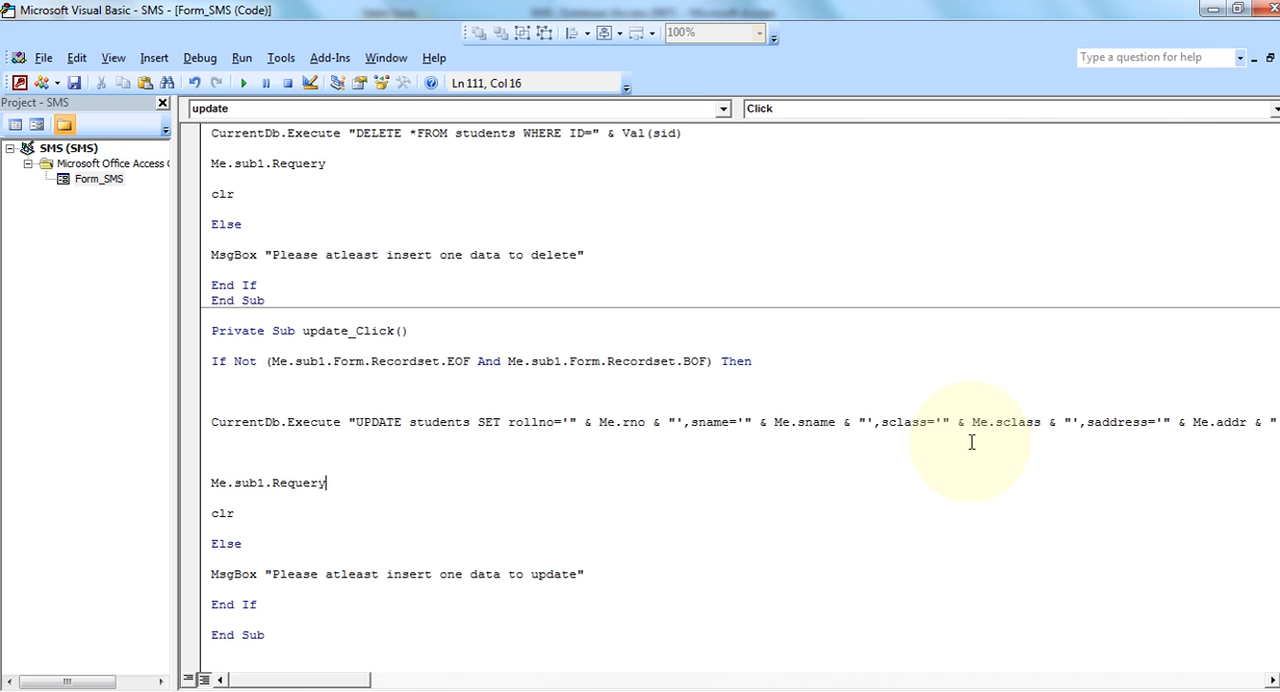 Microsoft Visual Basic - SMS - [Form_SMS (Code)]
100%
File Edit View Insert Debug Run Tools Add-Ins Window Help
Type a question for help
Ln 111, Col 16
Project - SMS
update
Click
SMS (SMS)
Microsoft Office Access C
Form_SMS
CurrentDb.Execute "DELETE *FROM students WHERE ID=" & Val(sid)
Me.sub1.Requery
clr
Else
MsgBox "Please atleast insert one data to delete"
End If
End Sub
Private Sub update_Click()
If Not (Me.sub1.Form.Recordset.EOF And Me.sub1.Form.Recordset.BOF) Then
CurrentDb.Execute "UPDATE students SET rollno='" & Me.rno & "',sname='" & Me.sname & "',sclass='" & Me.sclass & "',saddress='" & Me.addr & "
Me.sub1.Requery
clr
Else
MsgBox "Please atleast insert one data to update"
End If
End Sub